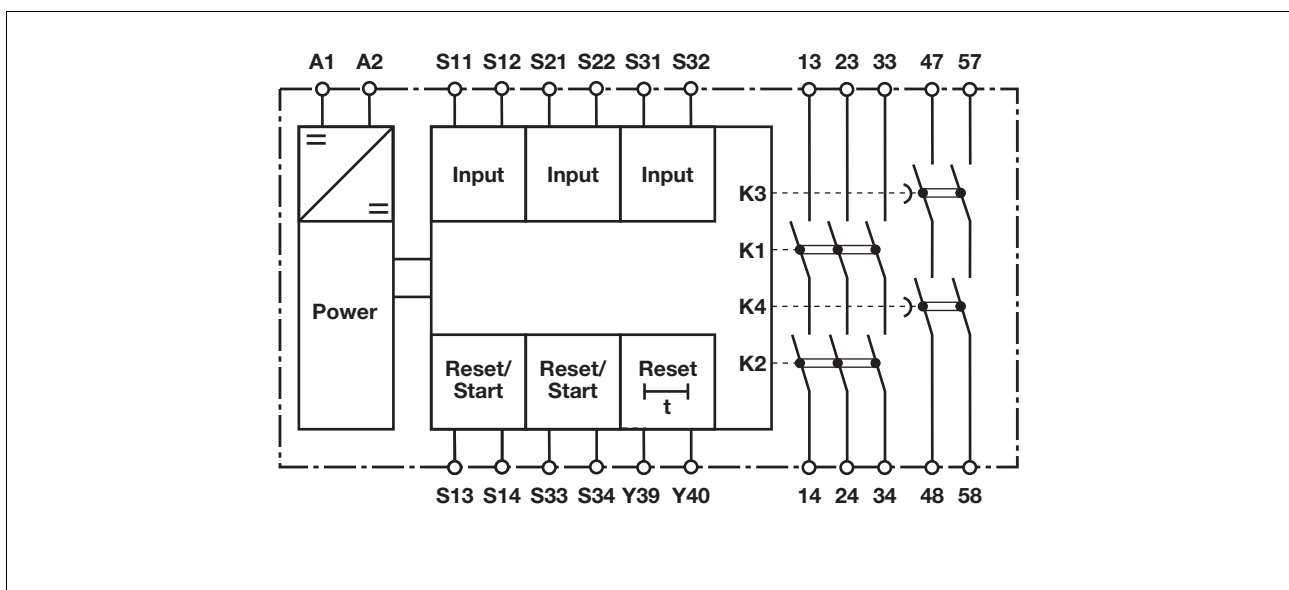 A1 A2 S11 S12 S21 S22 S31 S32 13 23 33 47 57
Input Input Input
K3
K1
K4
Power
K2
Reset/ Reset/ Reset
Start Start t
S13 S14 S33 S34 Y39 Y40 14 24 34 48 58